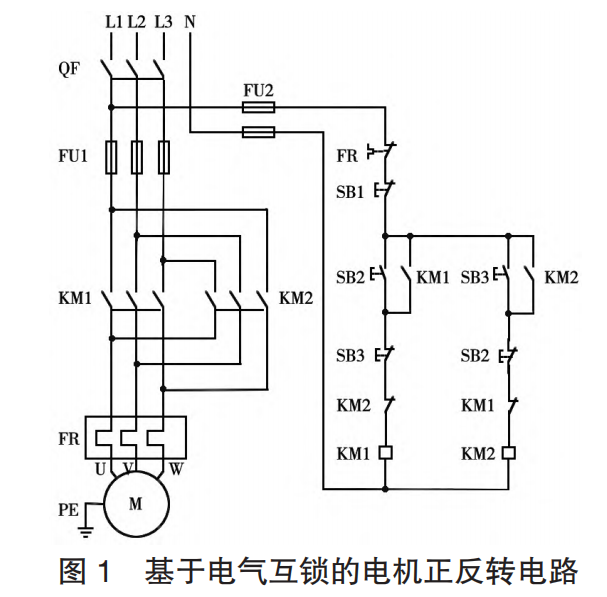 L1 L2 L3 N
QF
FU2
FU1
FR
SB1
SB2 KM1 SB3 KM2
KM1 KM2
SB3 SB2
KM2 KM1
FR KM1 KM2
U V W
PE M
图 1 基于电气互锁的电机正反转电路